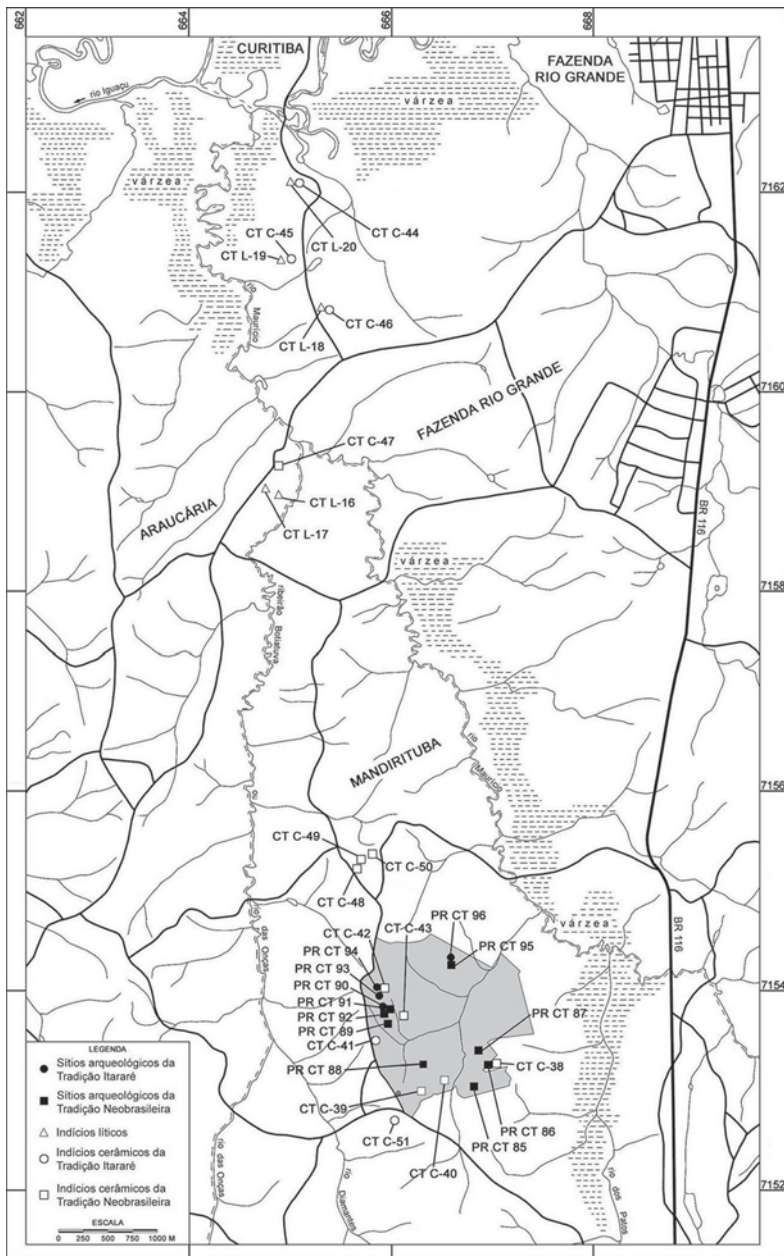 662
664
666
668
CURITIBA
FAZENDA
RIO GRANDE
rio Iguaçu
várzea
várzea
7162
CT C-45
CT C-44
CT L-20
CT L-19
rio
Maurício
CT C-46
CT L-18
7160
FAZENDA RIO GRANDE
CT C-47
ARAUCÁRIA
CT L-16
CT L-17
BR 116
várzea
7158
ribeirão Botiatuva
MANDIRITUBA
rio
Maurício
7156
ou
CT C-49
CT C-50
CT C-48
rio
das Onças
CT C-42
CT C-43
PR CT 96
PR CT 95
PR CT 94
PR CT 93
PR CT 90
PR CT 91
PR CT 92
PR CT 89
CT C-41
várzea
BR 116
7154
PR CT 87
PR CT 88
CT C-38
CT C-39
PR CT 86
PR CT 85
CT C-51
CT C-40
rio das Onças
rio
Diamantes
rio dos Patos
7152
LEGENDA
Sítios arqueológicos da
Tradição Itararé
Sítios arqueológicos da
Tradição Neobrasileira
Indícios líticos
Indícios cerâmicos da
Tradição Itararé
Indícios cerâmicos da
Tradição Neobrasileira
ESCALA
0 250 500 750 1000 M